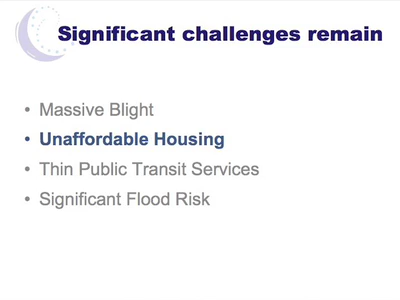 Significant challenges remain
• Massive Blight
• Unaffordable Housing
• Thin Public Transit Services
• Significant Flood Risk